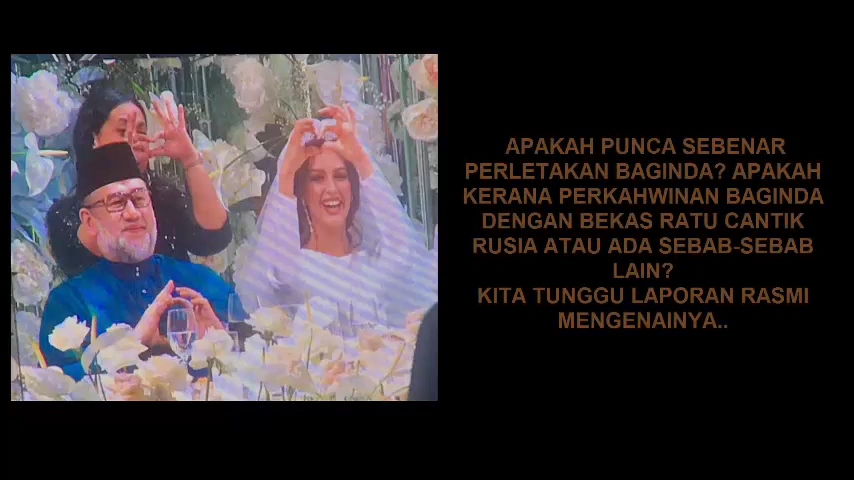 APAKAH PUNCA SEBENAR
PERLETAKAN BAGINDA? APAKAH
KERANA PERKAHWINAN BAGINDA
DENGAN BEKAS RATU CANTIK
RUSIA ATAU ADA SEBAB-SEBAB
LAIN?
KITA TUNGGU LAPORAN RASMI
MENGENAINYA..